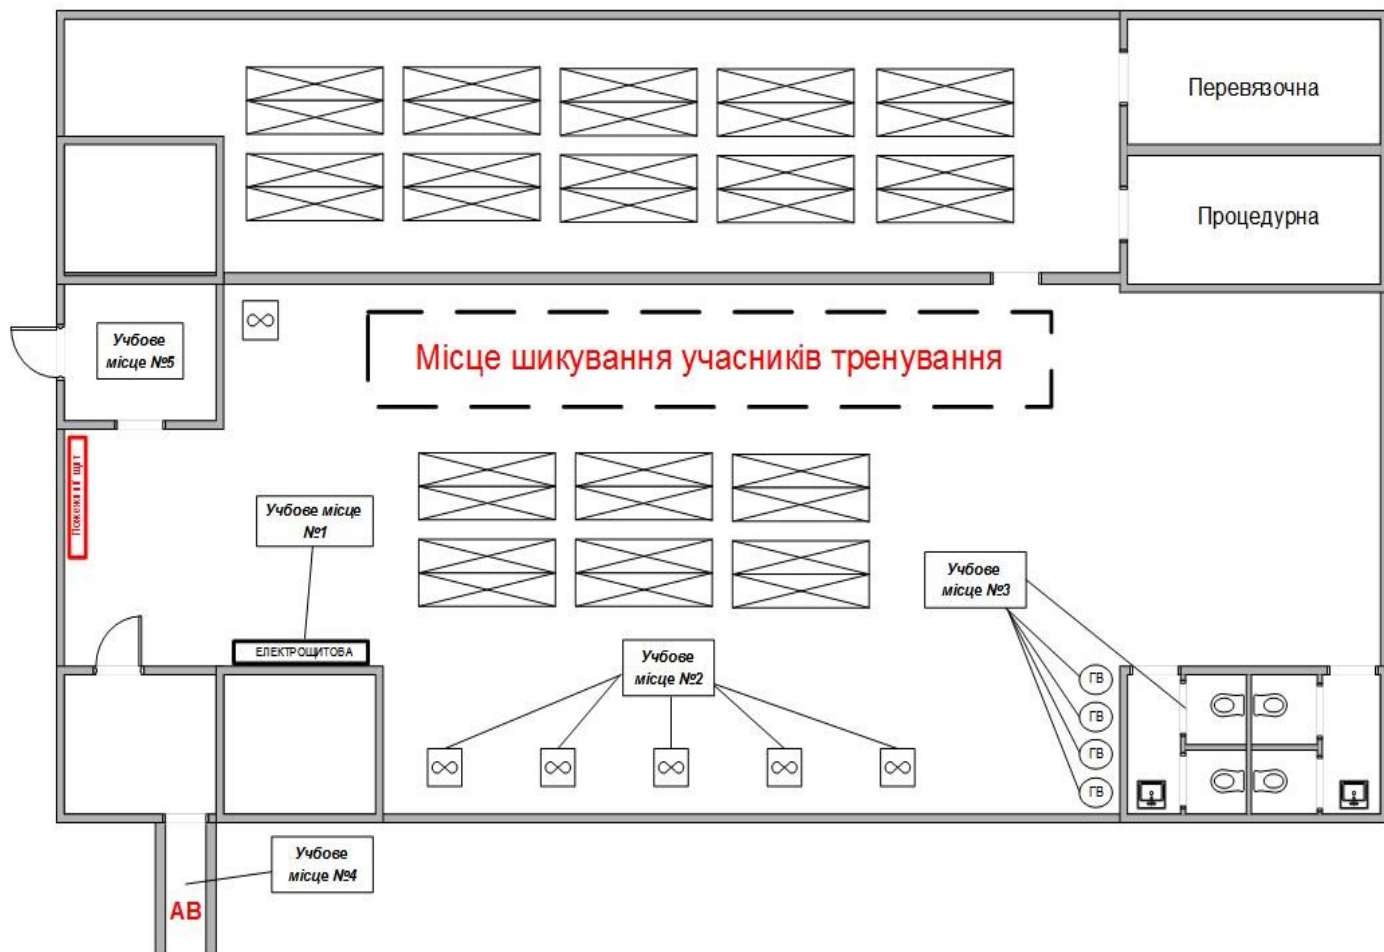 Перевязочна
Процедурна
Учбове
місце №5
Місце шикування учасників тренування
Пожежний щит
Учбове місце
№1
ЕЛЕКТРОЩИТОВА
Учбове
місце №2
Учбове
місце №3
ГВ
ГВ
ГВ
ГВ
Учбове
місце №4
АВ